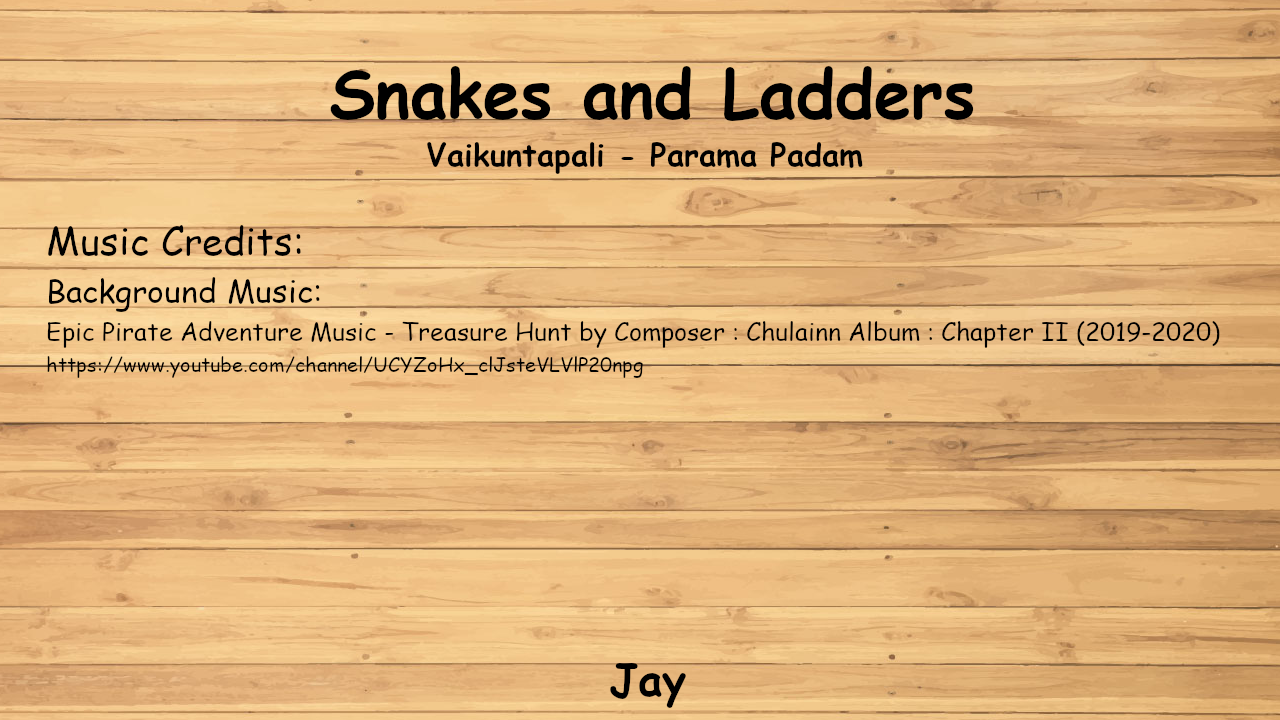 Snakes and Ladders
Vaikuntapali - Parama Padam
Music Credits:
Background Music:
Epic Pirate Adventure Music - Treasure Hunt by Composer : Chulainn Album : Chapter II (2019-2020)
https://www.youtube.com/channel/UCYZoHx_clJsteVLVlP20npg
Jay